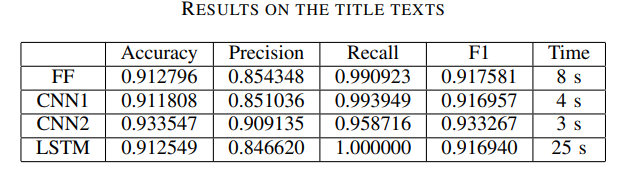 RESULTS ON THE TITLE TEXTS
Accuracy Precision Recall F1 Time
FF 0.912796 0.854348 0.990923 0.917581 8 s
CNN1 0.911808 0.851036 0.993949 0.916957 4 s
CNN2 0.933547 0.909135 0.958716 0.933267 3 s
LSTM 0.912549 0.846620 1.000000 0.916940 25 s